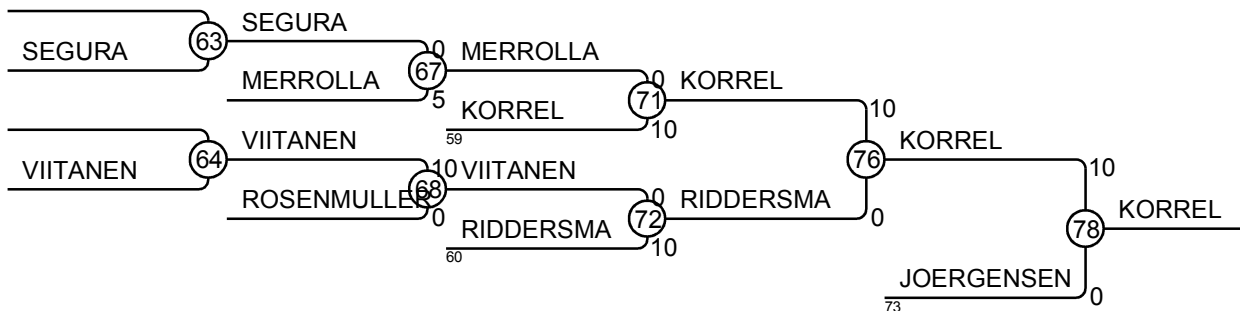 SEGURA
SEGURA
63
0
MERROLLA
67
MERROLLA
5
0
KORREL
71
KORREL
59
10
10
KORREL
76
VIITANEN
VIITANEN
64
10
VIITANEN
68
ROSENMULLER
0
0
RIDDERSMA
72
RIDDERSMA
60
10
0
10
KORREL
78
JOERGENSEN
73
0